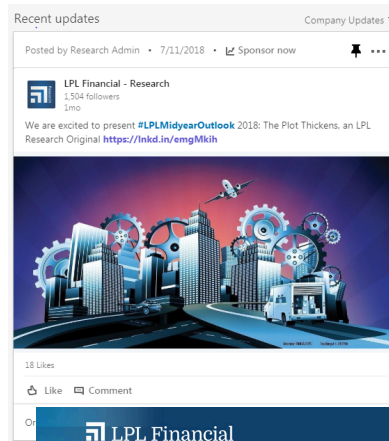 Recent updates
Company Updates
Posted by Research Admin • 7/11/2018 • Sponsor now
LPL Financial - Research
1,504 followers
1mo
We are excited to present #LPLMidyearOutlook 2018: The Plot Thickens, an LPL
Research Original https://lnkd.in/emgMkih
18 Likes
Like Comment
LPL Financial